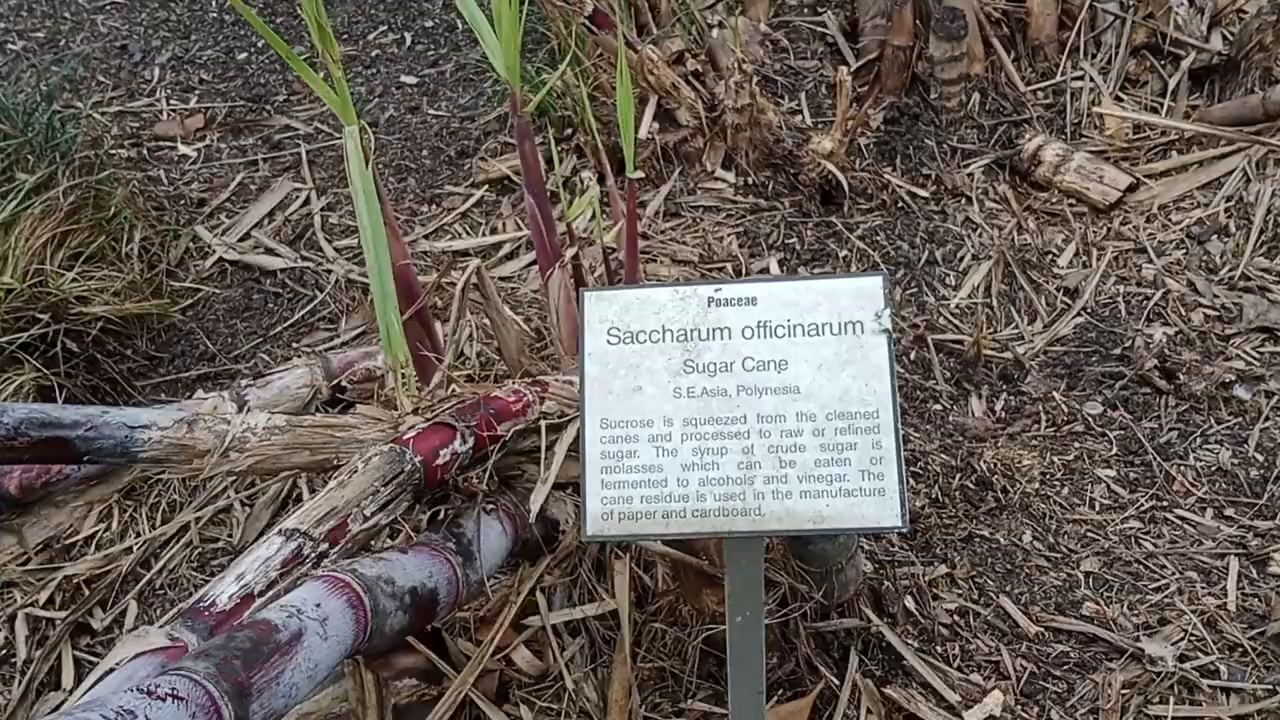 Poaceae
Saccharum officinarum
Sugar Cane
S.E.Asia, Polynesia
Sucrose is squeezed from the cleaned
canes and processed to raw or refined
sugar. The syrup of crude sugar is
molasses which can be eaten or
fermented to alcohols and vinegar. The
cane residue is used in the manufacture
of paper and cardboard.